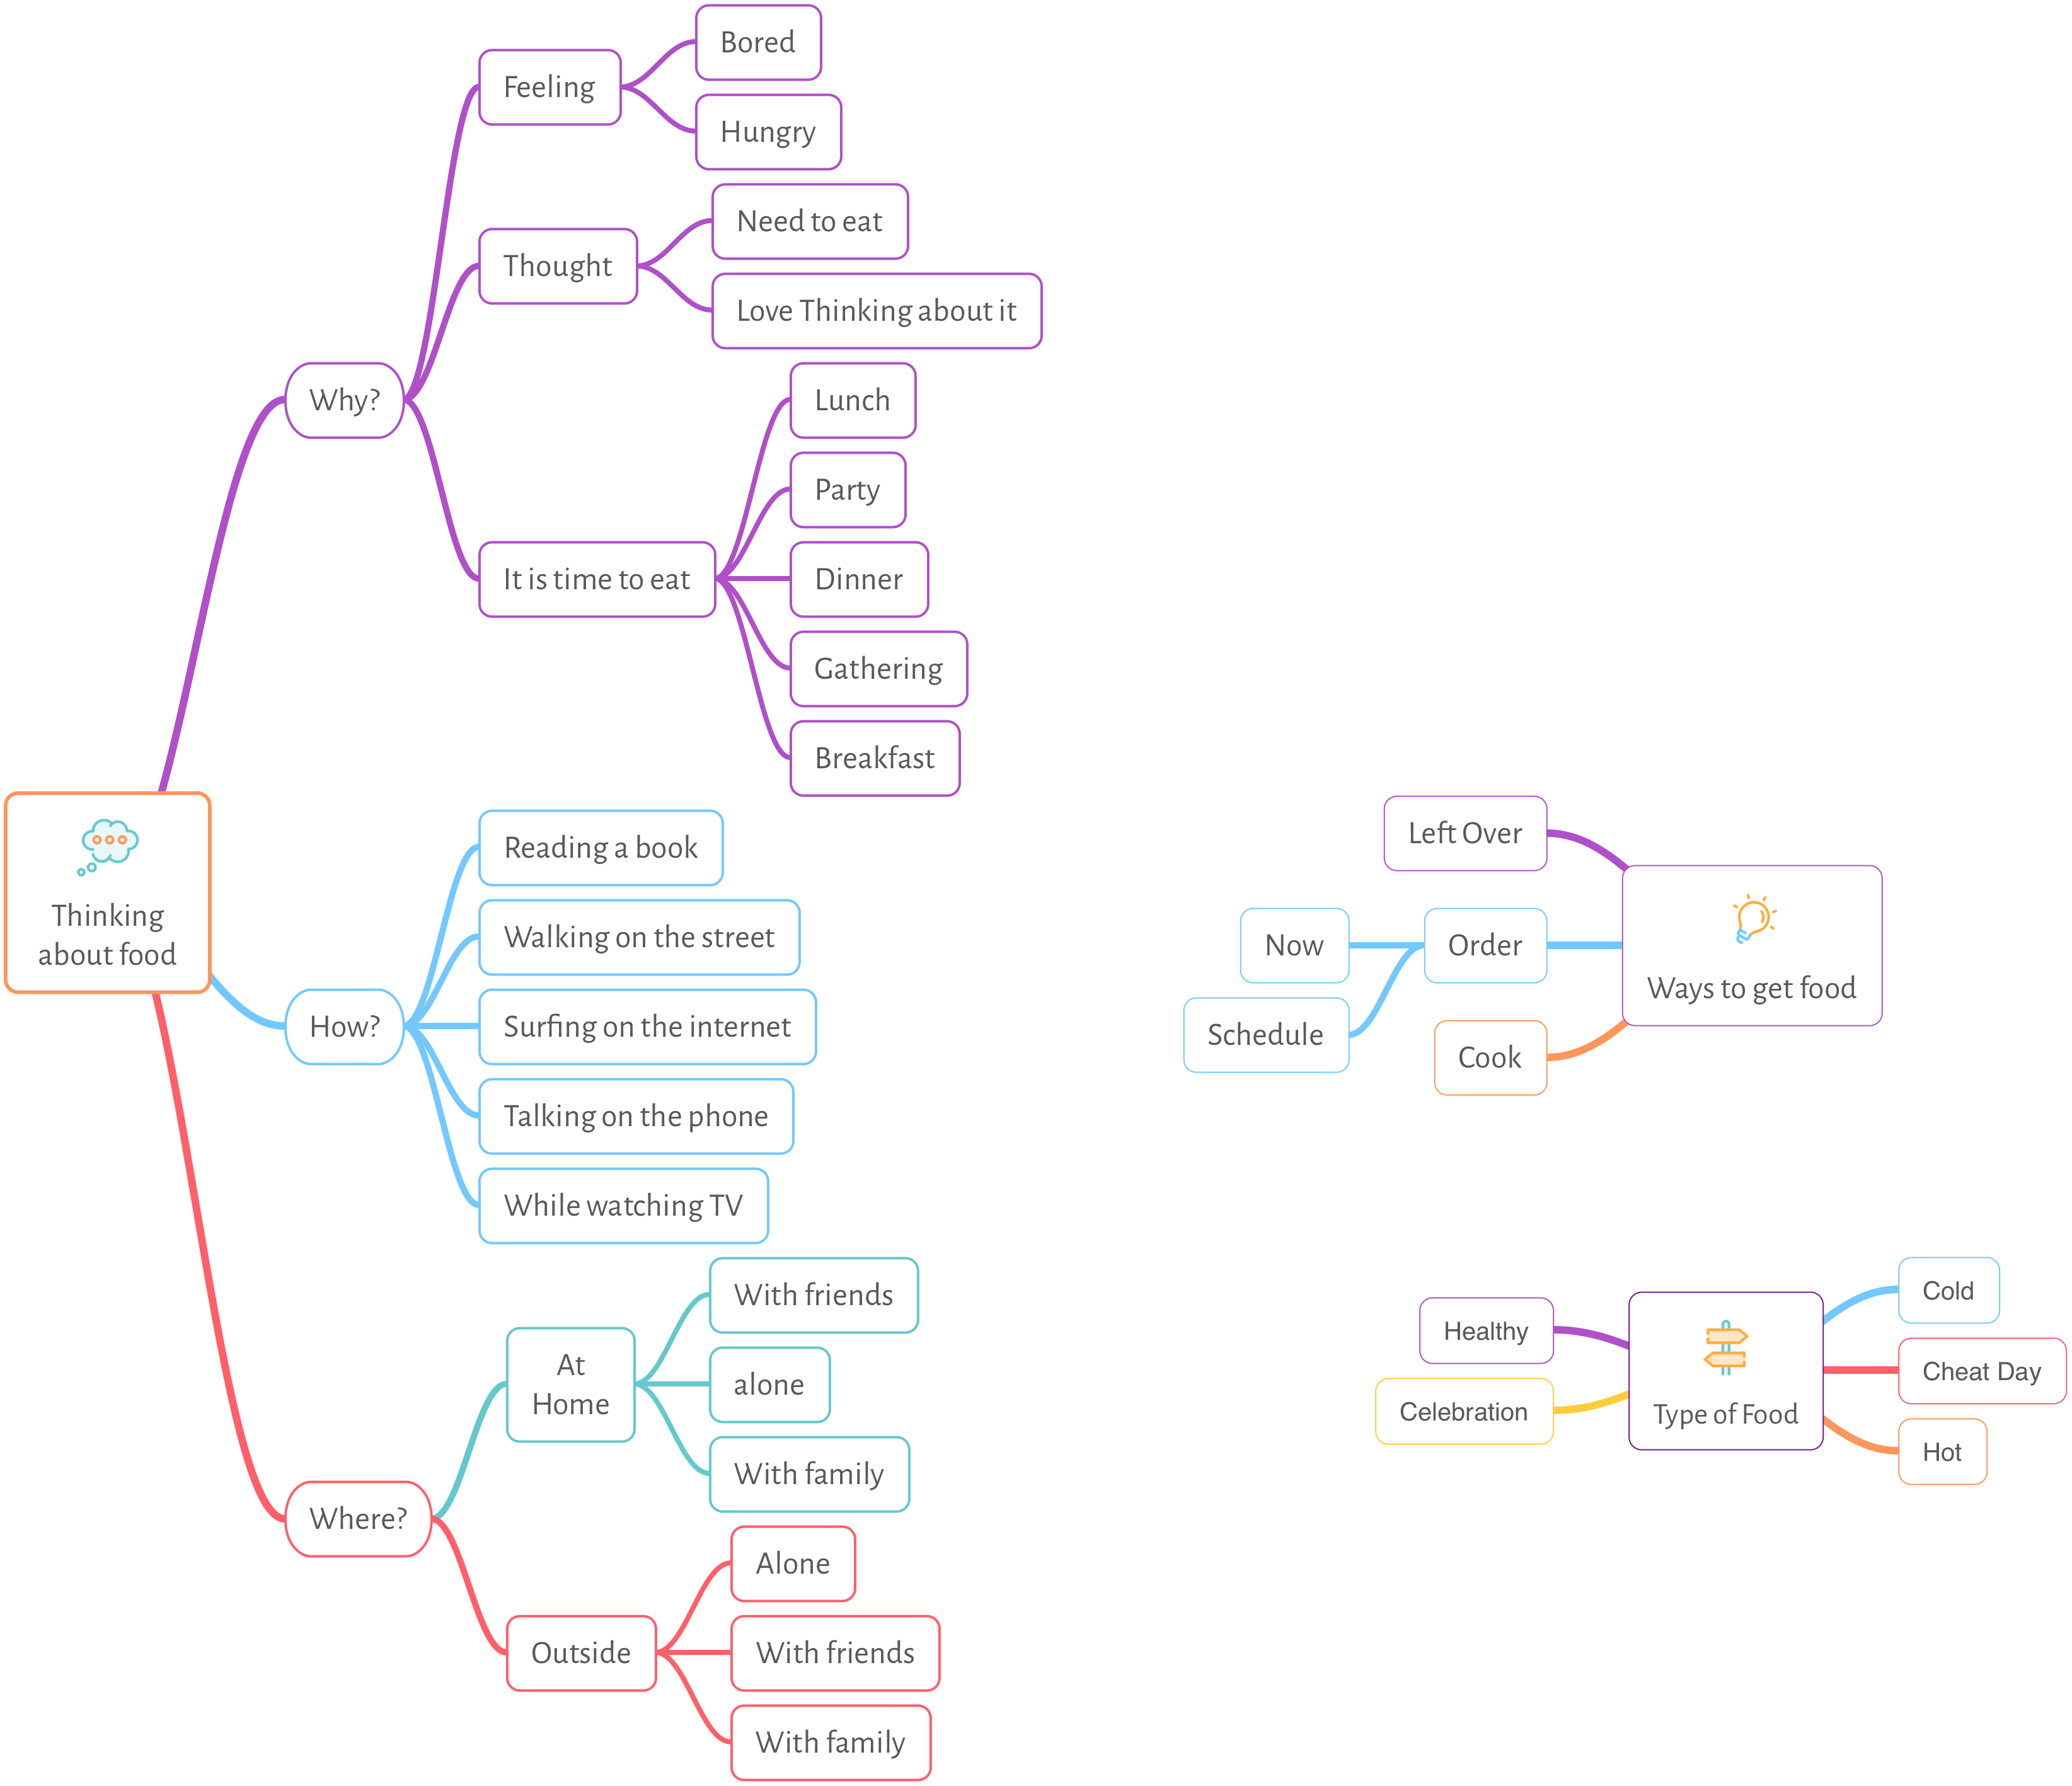 Bored
Feeling
Hungry
Need to eat
Thought
Love Thinking about it
Why?
Lunch
Party
It is time to eat
Dinner
Gathering
Breakfast
Thinking
about food
Reading a book
Walking on the street
How?
Surfing on the internet
Talking on the phone
While watching TV
With friends
At
Home
alone
With family
Where?
Alone
Outside
With friends
With family
Left Over
Now
Order
Ways to get food
Schedule
Cook
Healthy
Celebration
Type of Food
Cold
Cheat Day
Hot